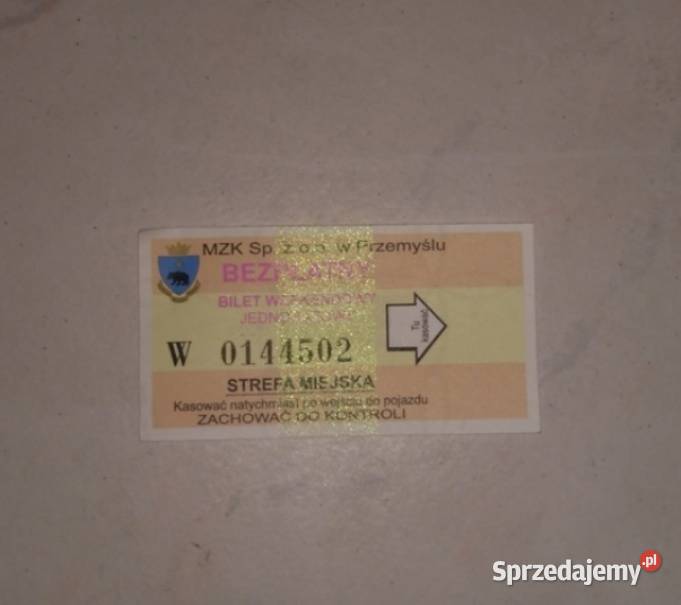 MZK Sp. z o.o. w Przemyślu
BEZPŁATNY
BILET WEEKENDOWY
JEDNORAZOWY
Tu kasować
W 0144502
STREFA MIEJSKA
Kasować natychmiast po wejściu do pojazdu
ZACHOWAĆ DO KONTROLI
Sprzedajemy.pl